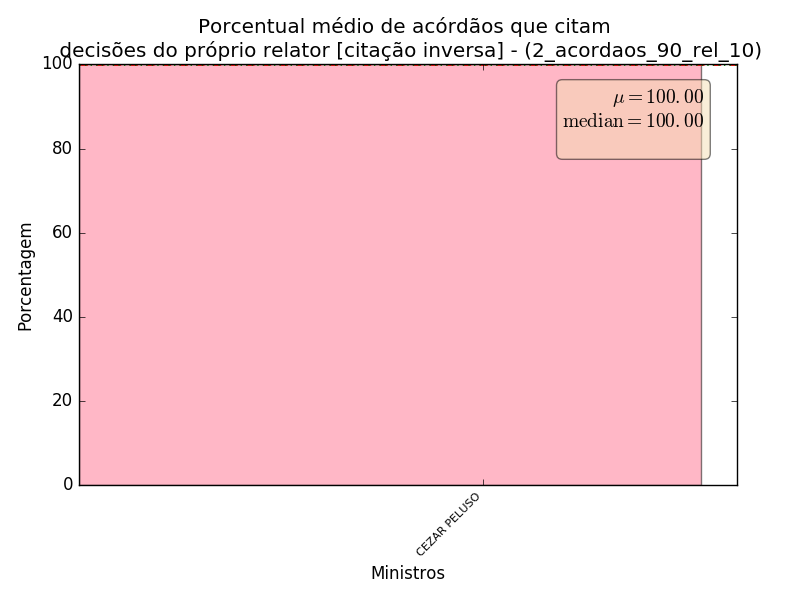 Porcentual médio de acórdãos que citam
decisões do próprio relator [citação inversa] - (2_acordaos_90_rel_10)
100
80
60
40
20
0
Porcentagem
μ = 100.00
median = 100.00
CEZAR PELUSO
Ministros